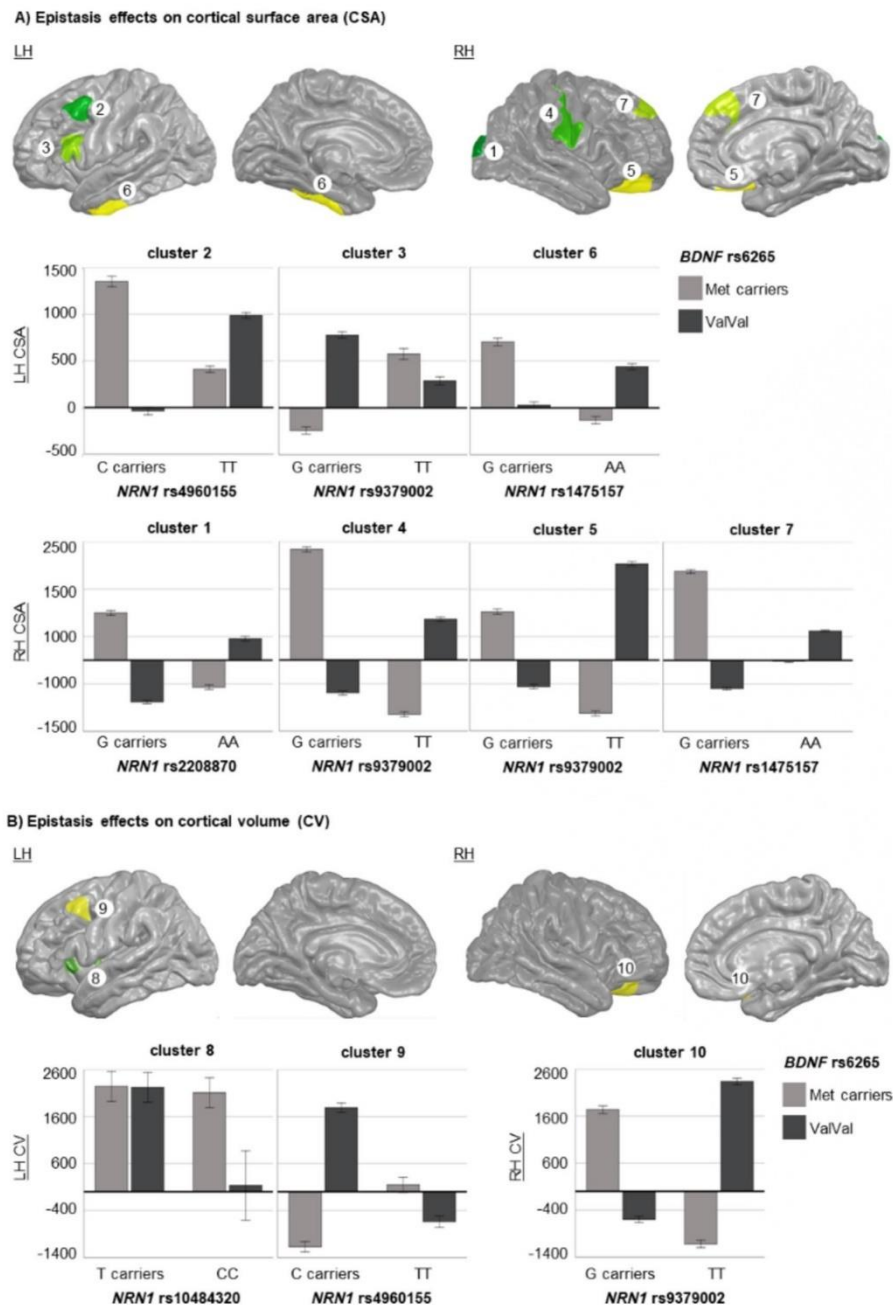 A) Epistasis effects on cortical surface area (CSA)
LH
RH
2
3
6
6
4
7
1
5
7
5
cluster 2
cluster 3
cluster 6
BDNF rs6265
Met carriers
ValVal
LH CSA
1500
1000
500
0
-500
C carriers TT
G carriers TT
G carriers AA
NRN1 rs4960155
NRN1 rs9379002
NRN1 rs1475157
cluster 1
cluster 4
cluster 5
cluster 7
RH CSA
2500
1500
1000
-1000
-1500
G carriers AA
G carriers TT
G carriers TT
G carriers AA
NRN1 rs2208870
NRN1 rs9379002
NRN1 rs9379002
NRN1 rs1475157
B) Epistasis effects on cortical volume (CV)
LH
RH
9
8
10
10
cluster 8
cluster 9
cluster 10
BDNF rs6265
Met carriers
ValVal
LH CV
2600
1600
600
-400
-1400
RH CV
2600
1600
600
-400
-1400
T carriers CC
C carriers TT
G carriers TT
NRN1 rs10484320
NRN1 rs4960155
NRN1 rs9379002